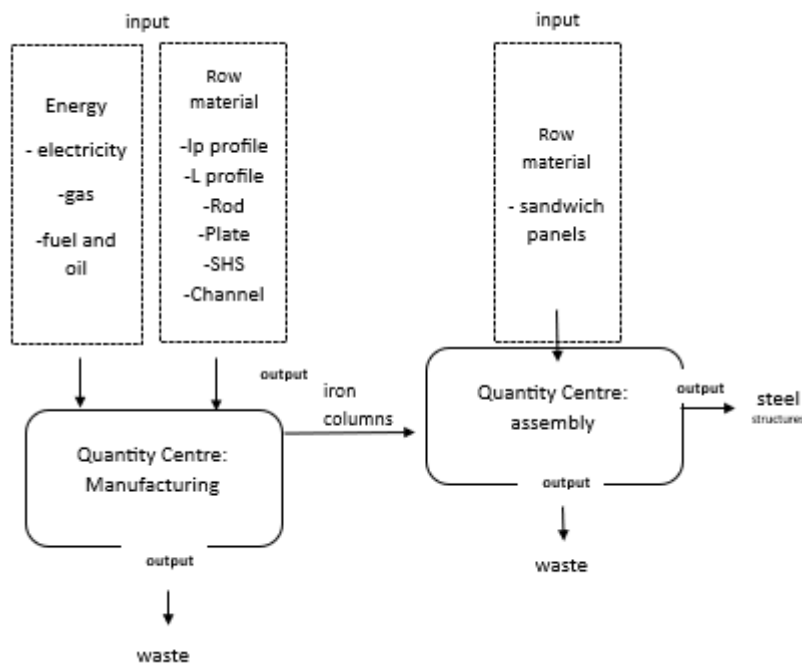 input
Energy
- electricity
-gas
-fuel and
oil
Row
material
-Ip profile
-L profile
-Rod
-Plate
-SHS
-Channel
input
Row
material
- sandwich
panels
output
iron
columns
Quantity Centre:
Manufacturing
output
waste
Quantity Centre:
assembly
output
steel
structures
output
waste